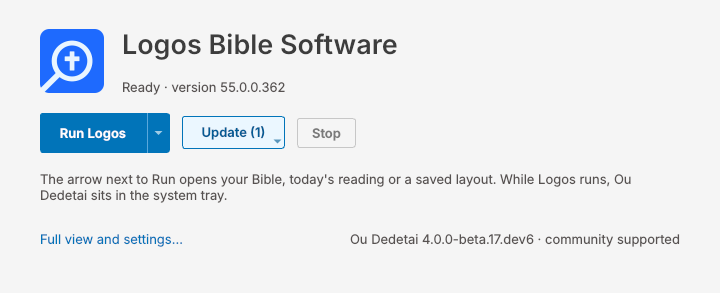 Logos Bible Software
Ready · version 55.0.0.362
Run Logos
Update (1)
Stop
The arrow next to Run opens your Bible, today's reading or a saved layout. While Logos runs, Ou
Dedetai sits in the system tray.
Full view and settings...
Ou Dedetai 4.0.0-beta.17.dev6 · community supported